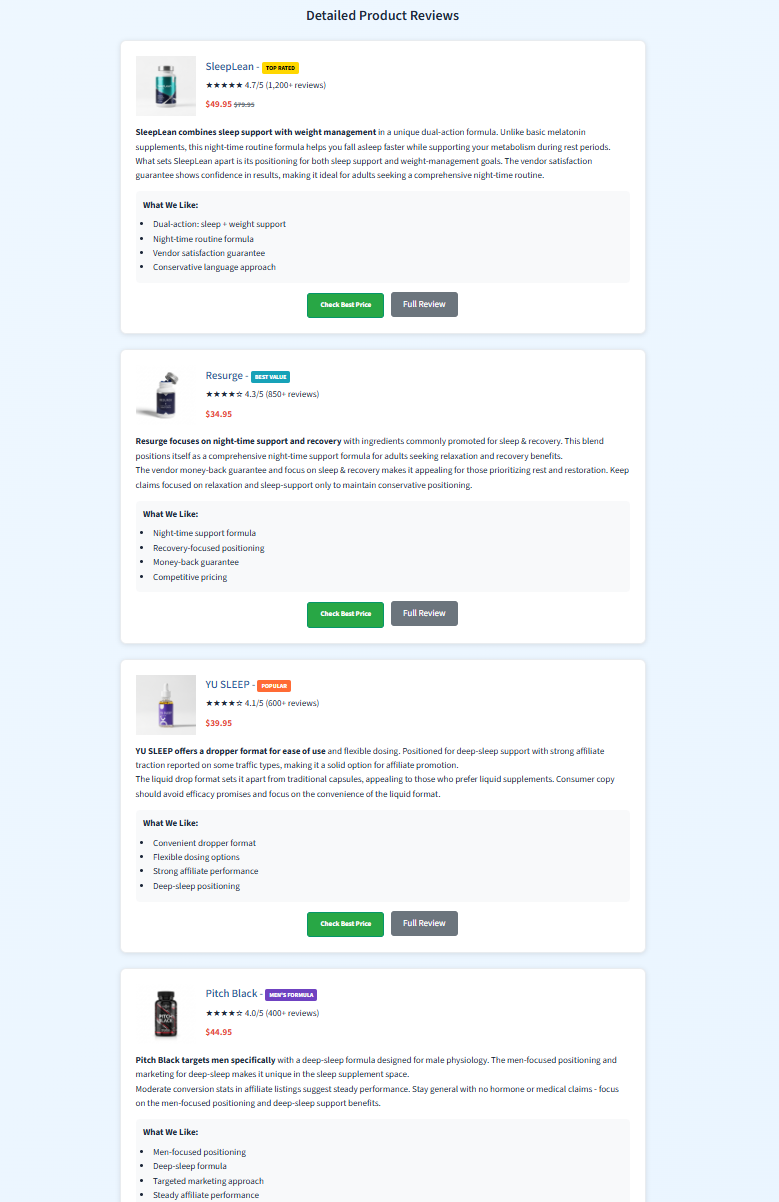 Detailed Product Reviews
SleepLean - TOP RATED
★★★★★ 4.7/5 (1,200+ reviews)
$49.95 $79.95
SleepLean combines sleep support with weight management in a unique dual-action formula. Unlike basic melatonin
supplements, this night-time routine formula helps you fall asleep faster while supporting your metabolism during rest periods.
What sets SleepLean apart is its positioning for both sleep support and weight-management goals. The vendor satisfaction
guarantee shows confidence in results, making it ideal for adults seeking a comprehensive night-time routine.
What We Like:
• Dual-action: sleep + weight support
• Night-time routine formula
• Vendor satisfaction guarantee
• Conservative language approach
Check Best Price Full Review
Resurge - BEST VALUE
★★★★☆ 4.3/5 (850+ reviews)
$34.95
Resurge focuses on night-time support and recovery with ingredients commonly promoted for sleep & recovery. This blend
positions itself as a comprehensive night-time support formula for adults seeking relaxation and recovery benefits.
The vendor money-back guarantee and focus on sleep & recovery makes it appealing for those prioritizing rest and restoration. Keep
claims focused on relaxation and sleep-support only to maintain conservative positioning.
What We Like:
• Night-time support formula
• Recovery-focused positioning
• Money-back guarantee
• Competitive pricing
Check Best Price Full Review
YU SLEEP - POPULAR
★★★★☆ 4.1/5 (600+ reviews)
$39.95
YU SLEEP offers a dropper format for ease of use and flexible dosing. Positioned for deep-sleep support with strong affiliate
traction reported on some traffic types, making it a solid option for affiliate promotion.
The liquid drop format sets it apart from traditional capsules, appealing to those who prefer liquid supplements. Consumer copy
should avoid efficacy promises and focus on the convenience of the liquid format.
What We Like:
• Convenient dropper format
• Flexible dosing options
• Strong affiliate performance
• Deep-sleep positioning
Check Best Price Full Review
PITCH BLACK
Pitch Black - MEN'S FORMULA
★★★★☆ 4.0/5 (400+ reviews)
$44.95
Pitch Black targets men specifically with a deep-sleep formula designed for male physiology. The men-focused positioning and
marketing for deep-sleep makes it unique in the sleep supplement space.
Moderate conversion stats in affiliate listings suggest steady performance. Stay general with no hormone or medical claims - focus
on the men-focused positioning and deep-sleep support benefits.
What We Like:
• Men-focused positioning
• Deep-sleep formula
• Targeted marketing approach
• Steady affiliate performance